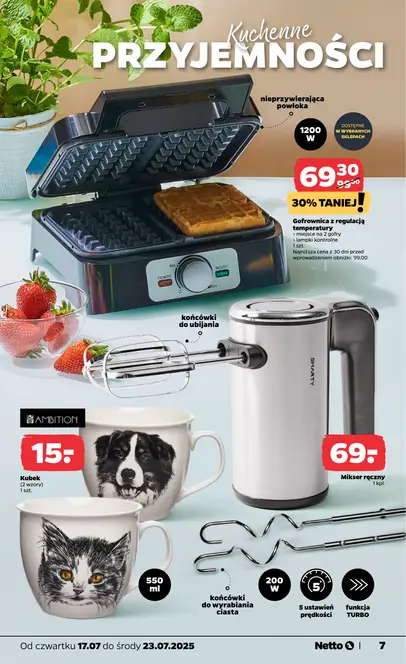 Kuchenne
PRZYJEMNOŚCI
nieprzywierająca
powłoka
1200
W
DOSTĘPNE
W WYBRANYCH
SKLEPACH
69 30
99.00
30% TANIEJ!
Gofrownica z regulacją
temperatury
• miejsce na 2 gofry
• lampki kontrolne
1 szt.
Najniższa cena z 30 dni przed
wprowadzeniem obniżki: 99,00
POWER
READY
końcówki
do ubijania
SMARTY
AMBITION
15.-
Kubek
(2 wzory)
1 szt.
69.-
Mikser ręczny
1 kpl.
550
ml
końcówki
do wyrabiania
ciasta
200
W
5
5 ustawień
prędkości
funkcja
TURBO
Od czwartku 17.07 do środy 23.07.2025
Netto
7